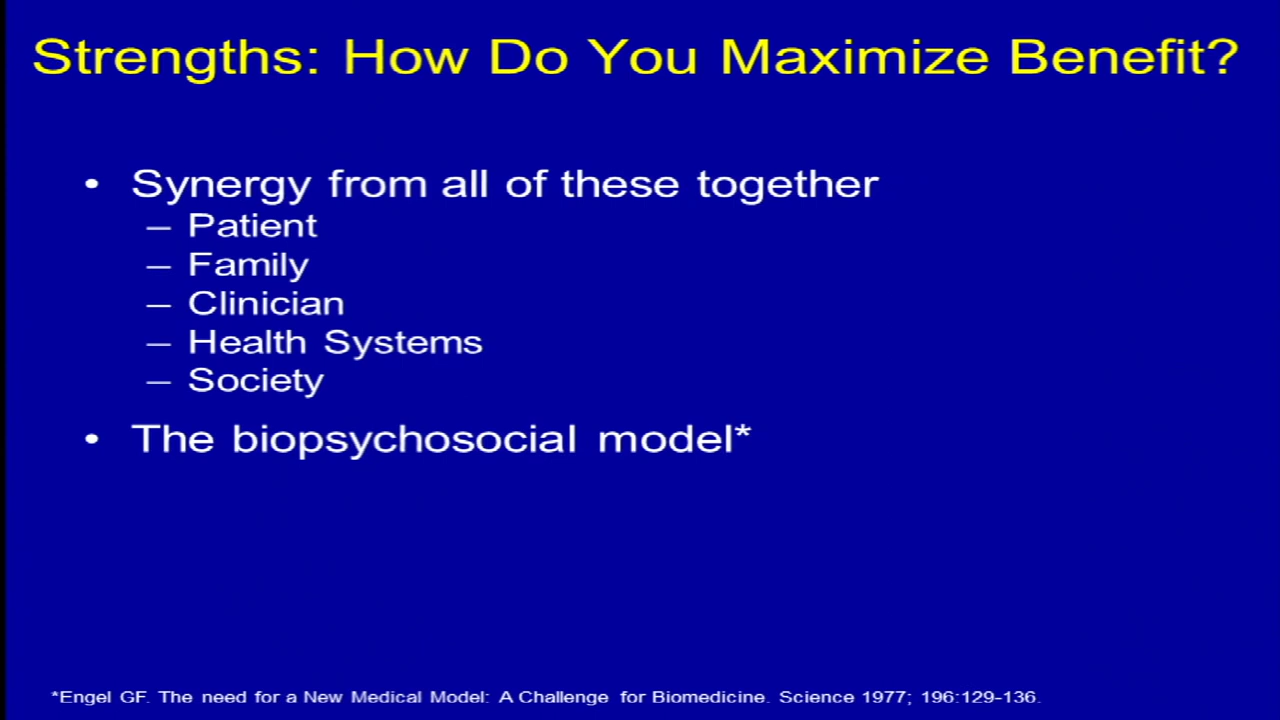 Strengths: How Do You Maximize Benefit?
• Synergy from all of these together
– Patient
– Family
– Clinician
– Health Systems
– Society
• The biopsychosocial model*
*Engel GF. The need for a New Medical Model: A Challenge for Biomedicine. Science 1977; 196:129-136.